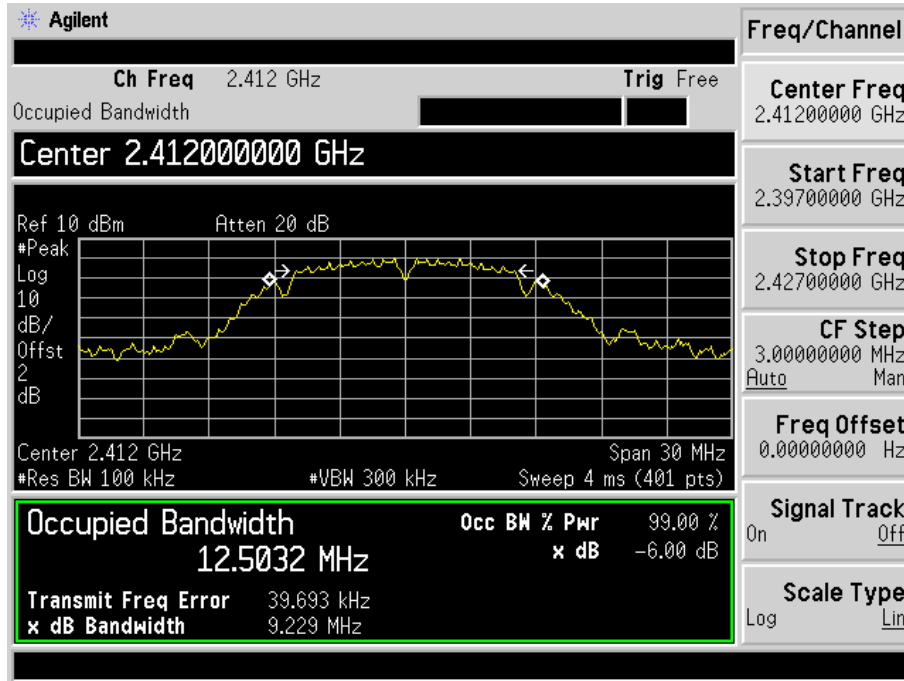 Agilent
Freq/Channel
Ch Freq 2.412 GHz Trig Free
Occupied Bandwidth
Center 2.412000000 GHz
Ref 10 dBm Atten 20 dB
#Peak
Log
10
dB/
Offst
2
dB
Center 2.412 GHz Span 30 MHz
#Res BW 100 kHz #VBW 300 kHz Sweep 4 ms (401 pts)
Occupied Bandwidth
12.5032 MHz
Occ BW % Pwr 99.00 %
x dB -6.00 dB
Transmit Freq Error 39.693 kHz
x dB Bandwidth 9.229 MHz
Center Freq
2.41200000 GHz
Start Freq
2.39700000 GHz
Stop Freq
2.42700000 GHz
CF Step
3.00000000 MHz
Auto Man
Freq Offset
0.00000000 Hz
Signal Track
On Off
Scale Type
Log Lin